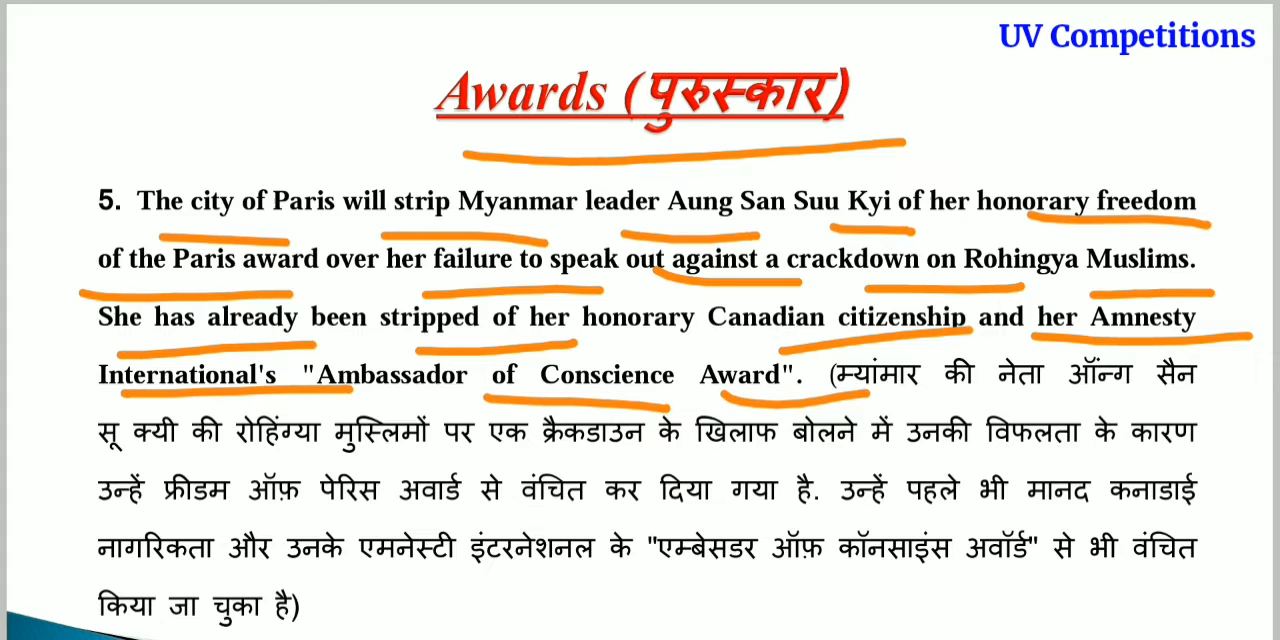 UV Competitions
Awards (पुरुस्कार)
5. The city of Paris will strip Myanmar leader Aung San Suu Kyi of her honorary freedom
of the Paris award over her failure to speak out against a crackdown on Rohingya Muslims.
She has already been stripped of her honorary Canadian citizenship and her Amnesty
International's "Ambassador of Conscience Award". (म्यांमार की नेता ऑन्ग सैन
सू क्यी की रोहिंग्या मुस्लिमों पर एक क्रैकडाउन के खिलाफ बोलने में उनकी विफलता के कारण
उन्हें फ्रीडम ऑफ़ पेरिस अवार्ड से वंचित कर दिया गया है. उन्हें पहले भी मानद कनाडाई
नागरिकता और उनके एमनेस्टी इंटरनेशनल के "एम्बेसडर ऑफ़ कॉनसाइंस अवॉर्ड" से भी वंचित
किया जा चुका है)